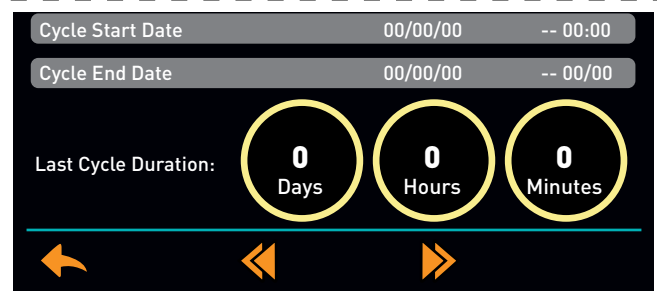 Cycle Start Date 00/00/00 -- 00:00
Cycle End Date 00/00/00 -- 00/00
Last Cycle Duration:
0 Days
0 Hours
0 Minutes